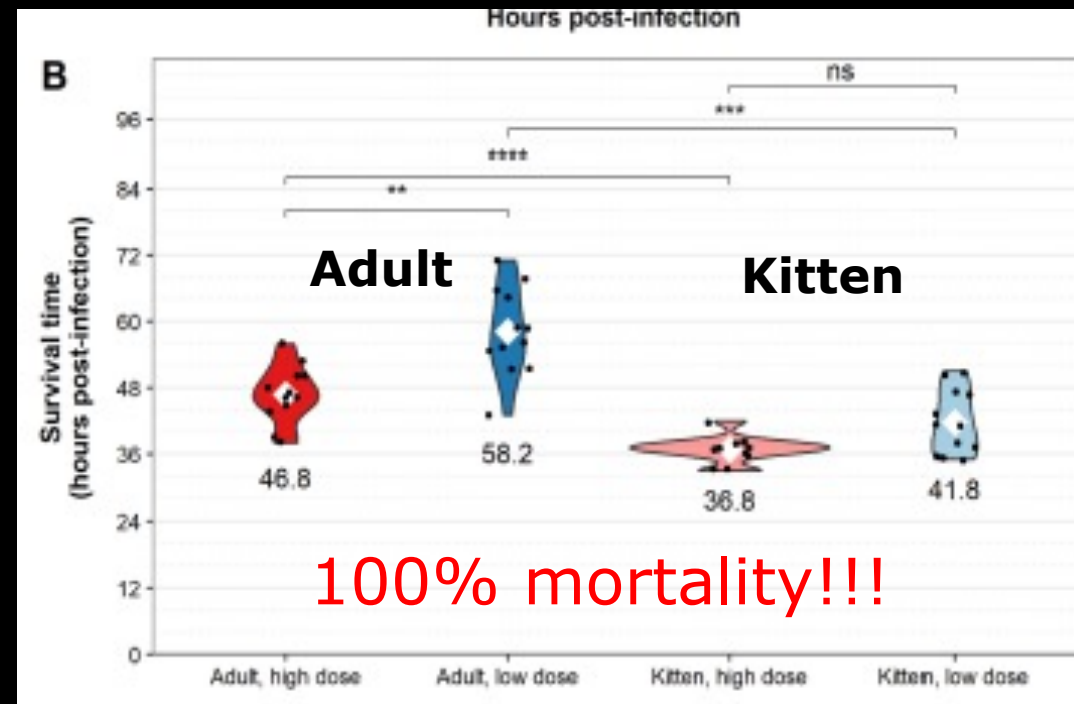 Hours post-infection
B
ns
***
****
**
96
84
72
60
48
36
24
12
0
Survival time
(hours post-infection)
Adult
Kitten
46.8
58.2
36.8
41.8
100% mortality!!!
Adult, high dose
Adult, low dose
Kitten, high dose
Kitten, low dose